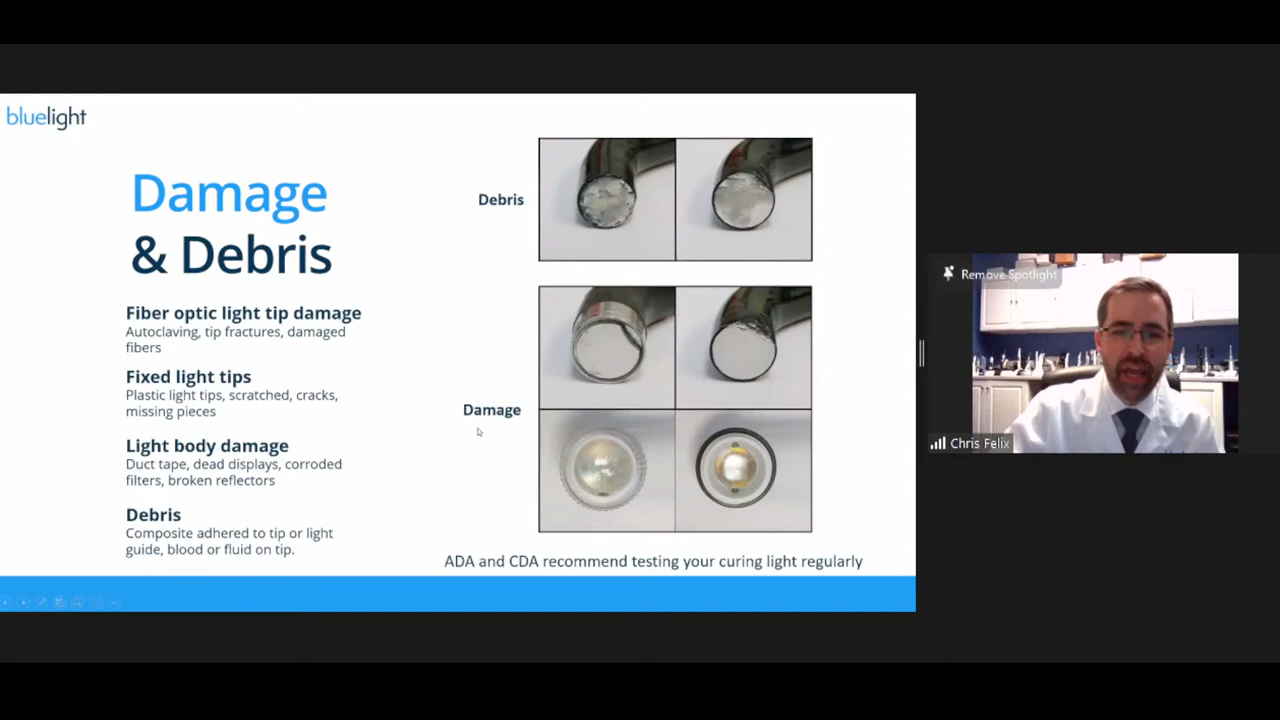 bluelight
Damage
& Debris
Fiber optic light tip damage
Autoclaving, tip fractures, damaged
fibers
Fixed light tips
Plastic light tips, scratched, cracks,
missing pieces
Light body damage
Duct tape, dead displays, corroded
filters, broken reflectors
Debris
Composite adhered to tip or light
guide, blood or fluid on tip.
Debris
Damage
ADA and CDA recommend testing your curing light regularly
Remove Spotlight
Chris Felix